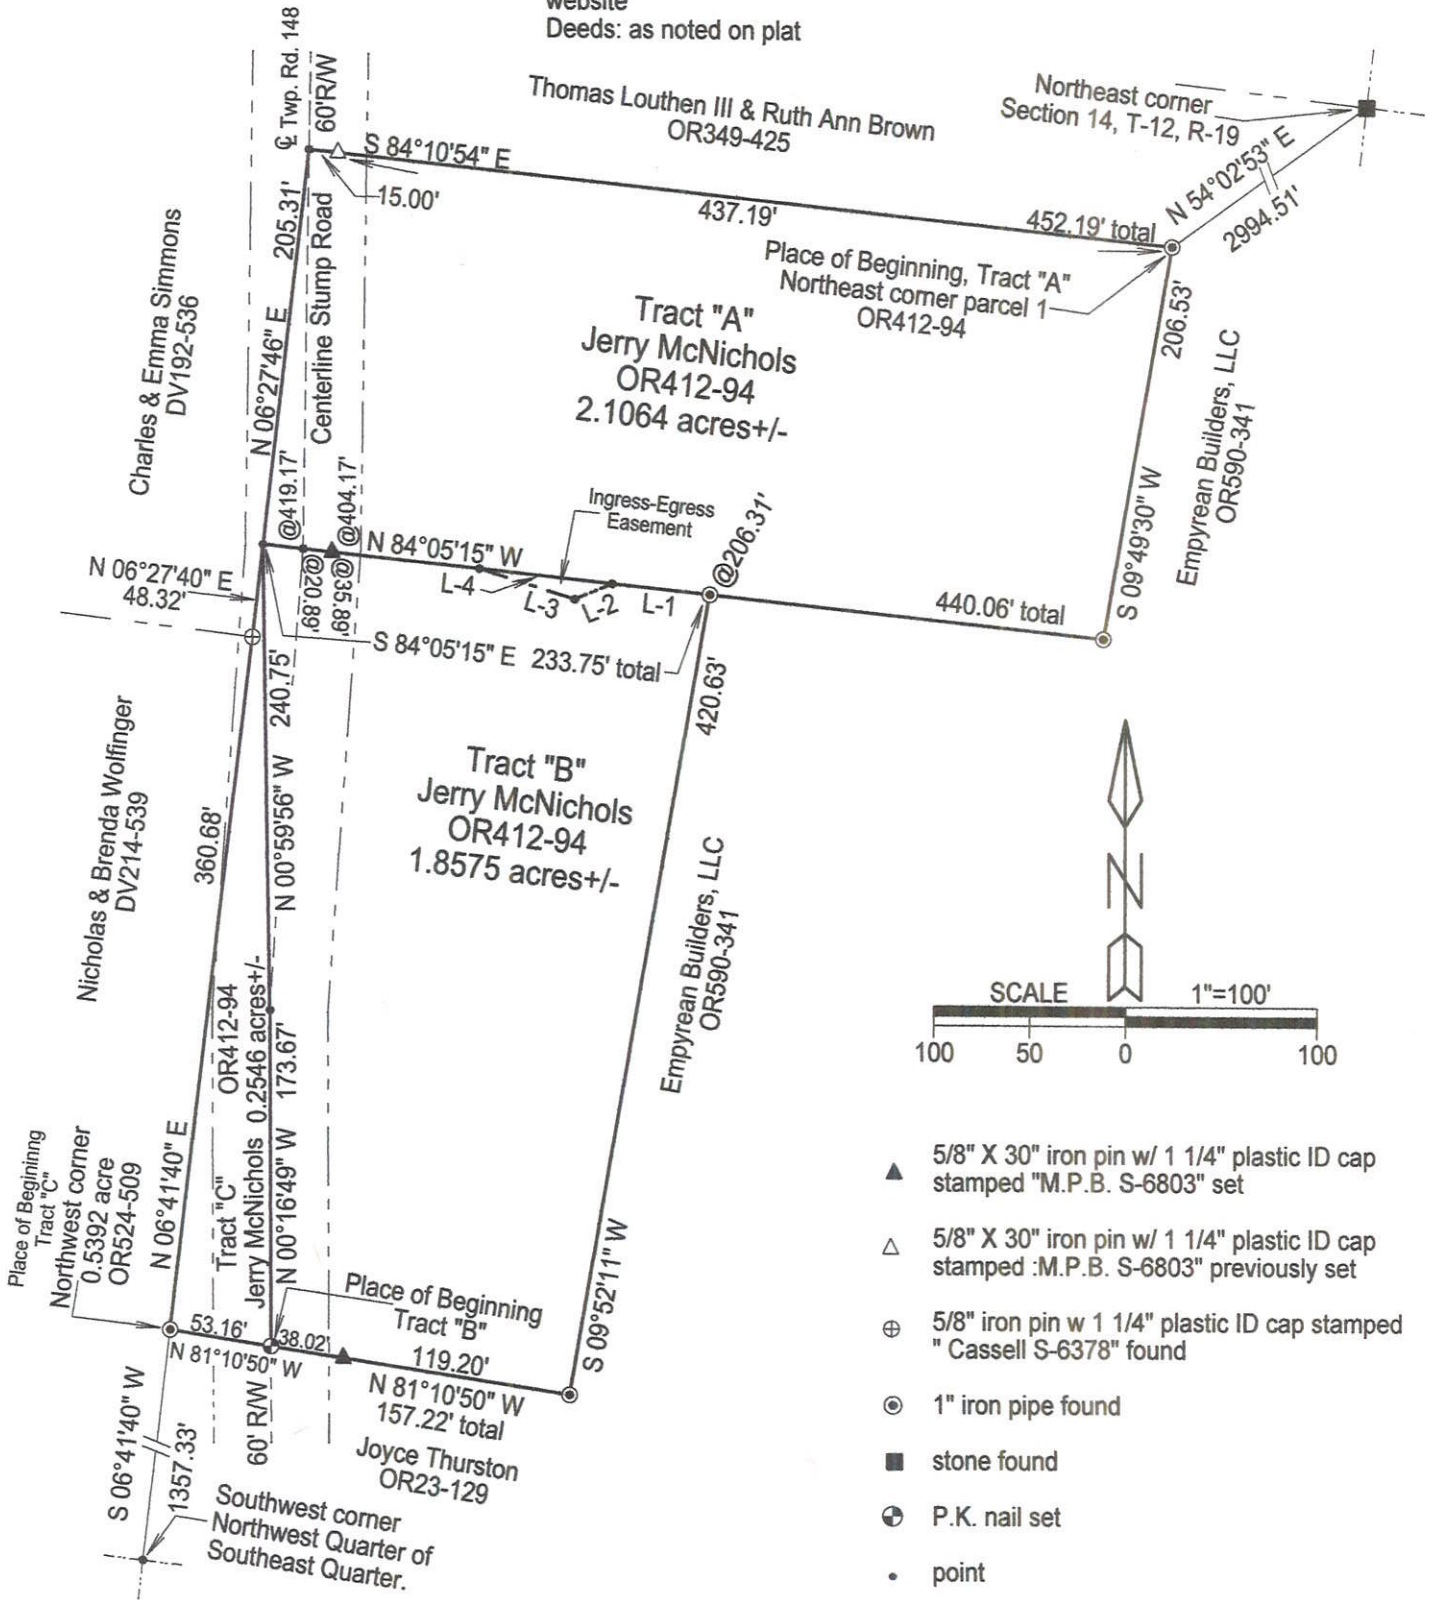 website
Deeds: as noted on plat
℄ Twp. Rd. 148
60'R/W
Thomas Louthen III & Ruth Ann Brown
OR349-425
Northeast corner
Section 14, T-12, R-19
S 84°10'54" E
15.00'
437.19'
452.19' total
N 54°02'53" E
2994.51'
Place of Beginning, Tract "A"
Northeast corner parcel 1
OR412-94
205.31'
N 06°27'46" E
Centerline Stump Road
Charles & Emma Simmons
DV192-536
Tract "A"
Jerry McNichols
OR412-94
2.1064 acres+/-
206.53'
S 09°49'30" W
Empyrean Builders, LLC
OR590-341
@419.17'
@404.17'
Ingress-Egress
Easement
@206.31'
N 84°05'15" W
N 06°27'40" E
48.32'
@20.89'
@35.89'
L-4
L-3
L-2
L-1
440.06' total
S 84°05'15" E 233.75' total
240.75'
420.63'
Nicholas & Brenda Wolfinger
DV214-539
360.68'
N 00°59'56" W
Tract "B"
Jerry McNichols
OR412-94
1.8575 acres+/-
Empyrean Builders, LLC
OR590-341
N
SCALE 1"=100'
100 50 0 100
N 06°41'40" E
Tract "C" OR412-94
Jerry McNichols 0.2546 acres+/-
N 00°16'49" W 173.67'
Place of Begininng
Tract "C"
Northwest corner
0.5392 acre
OR524-509
S 09°52'11" W
Place of Beginning
Tract "B"
53.16'
38.02'
119.20'
N 81°10'50" W
N 81°10'50" W
157.22' total
60' R/W
Joyce Thurston
OR23-129
S 06°41'40" W
1357.33'
Southwest corner
Northwest Quarter of
Southeast Quarter.
5/8" X 30" iron pin w/ 1 1/4" plastic ID cap
stamped "M.P.B. S-6803" set
5/8" X 30" iron pin w/ 1 1/4" plastic ID cap
stamped :M.P.B. S-6803" previously set
5/8" iron pin w 1 1/4" plastic ID cap stamped
" Cassell S-6378" found
1" iron pipe found
stone found
P.K. nail set
point